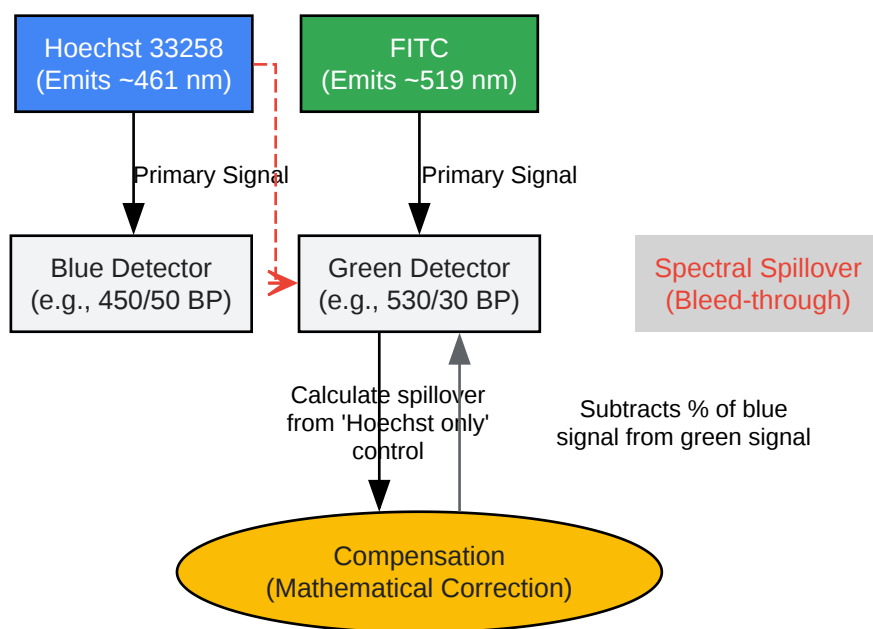 Hoechst 33258
(Emits ~461 nm)
FITC
(Emits ~519 nm)
Primary Signal
Primary Signal
Blue Detector
(e.g., 450/50 BP)
Green Detector
(e.g., 530/30 BP)
Spectral Spillover
(Bleed-through)
Calculate spillover
from 'Hoechst only'
control
Subtracts % of blue
signal from green signal
Compensation
(Mathematical Correction)